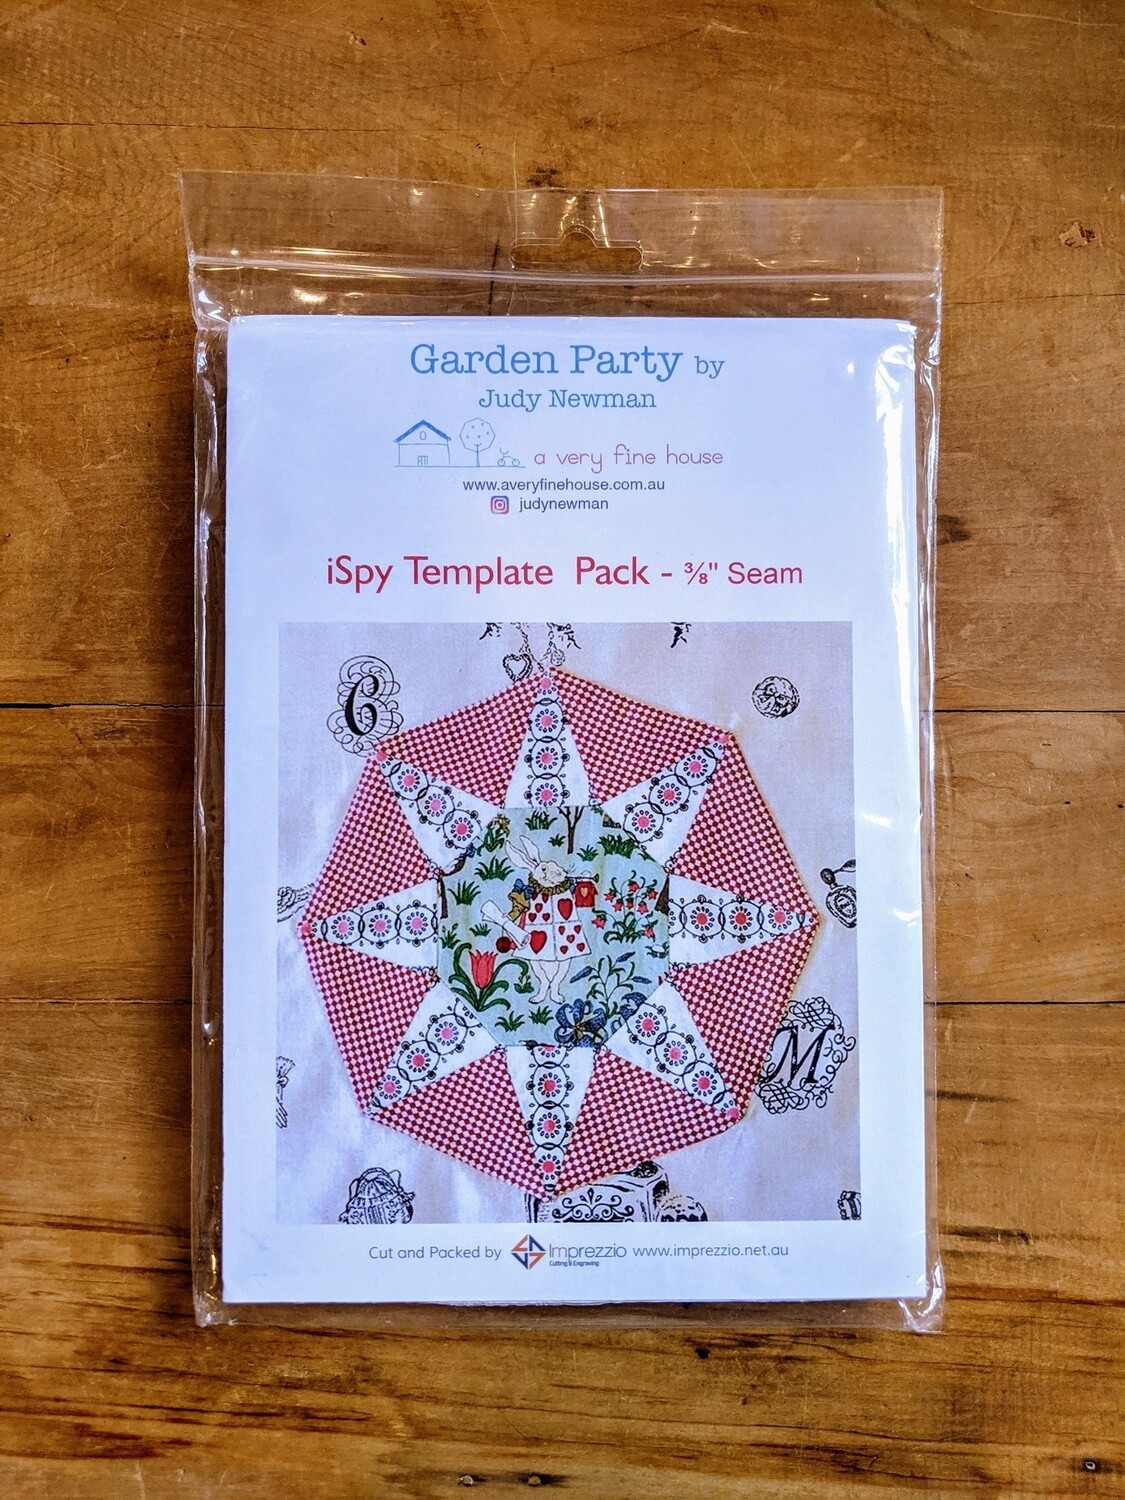 Garden Party by
Judy Newman
a very fine house
www.averyfinehouse.com.au
judynewman
iSpy Template Pack - ⅜" Seam
C
M
Cut and Packed by Imprezzio www.imprezzio.net.au
Cutting & Engraving